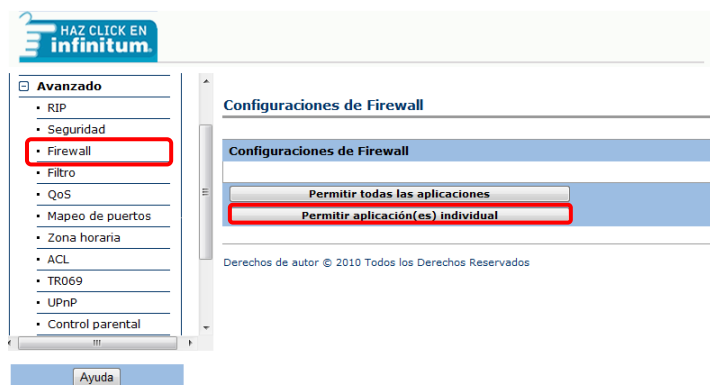 HAZ CLICK EN
infinitum.
Avanzado
RIP
Seguridad
Firewall
Filtro
QoS
Mapeo de puertos
Zona horaria
ACL
TR069
UPnP
Control parental
Ayuda
Configuraciones de Firewall
Configuraciones de Firewall
Permitir todas las aplicaciones
Permitir aplicación(es) individual
Derechos de autor © 2010 Todos los Derechos Reservados